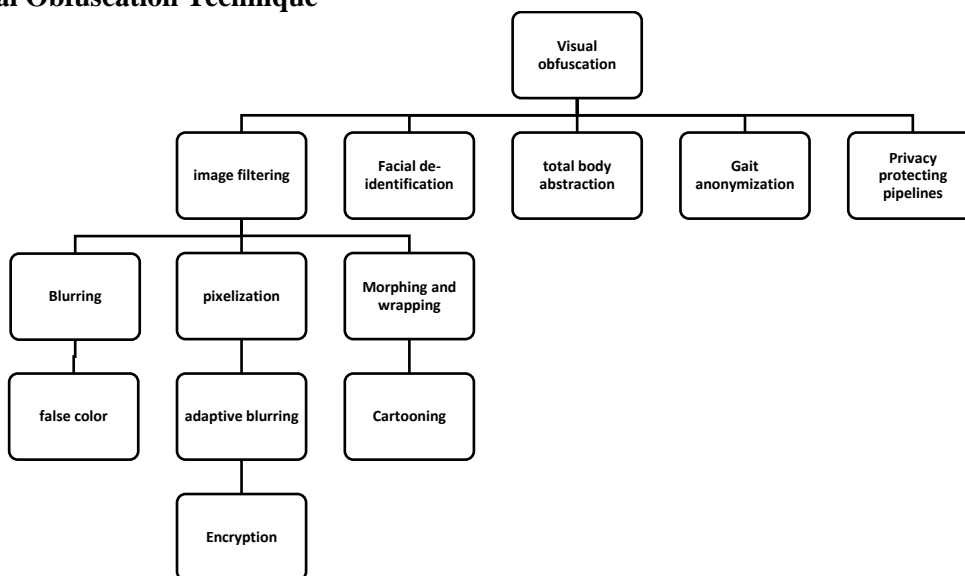 Obfuscation Technique
Visual
obfuscation
image filtering
Facial de-
identification
total body
abstraction
Gait
anonymization
Privacy
protecting
pipelines
Blurring
pixelization
Morphing and
wrapping
false color
adaptive blurring
Cartooning
Encryption